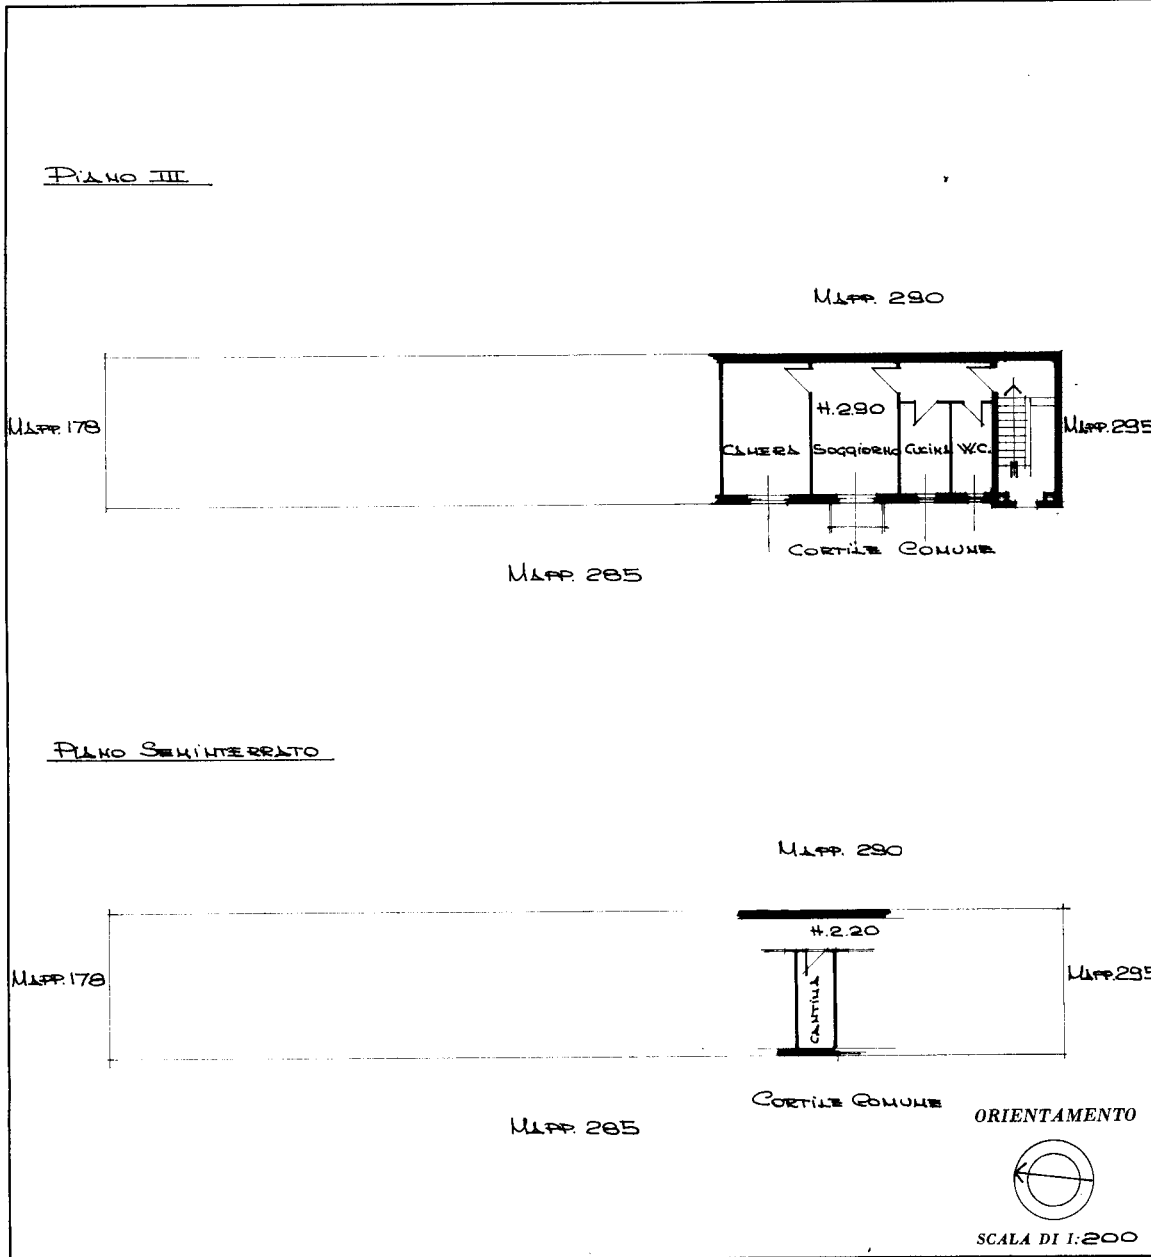 PIANO III
MAPP. 290
MAPP. 178
H. 2.90
MAPP. 295
CAMERA SOGGIORNO CUCINA W.C.
CORTILE COMUNE
MAPP. 285
PIANO SEMINTERRATO
MAPP. 290
H. 2.20
MAPP. 178
MAPP. 295
CANTINA
CORTILE COMUNE
MAPP. 285
ORIENTAMENTO
SCALA DI 1:200